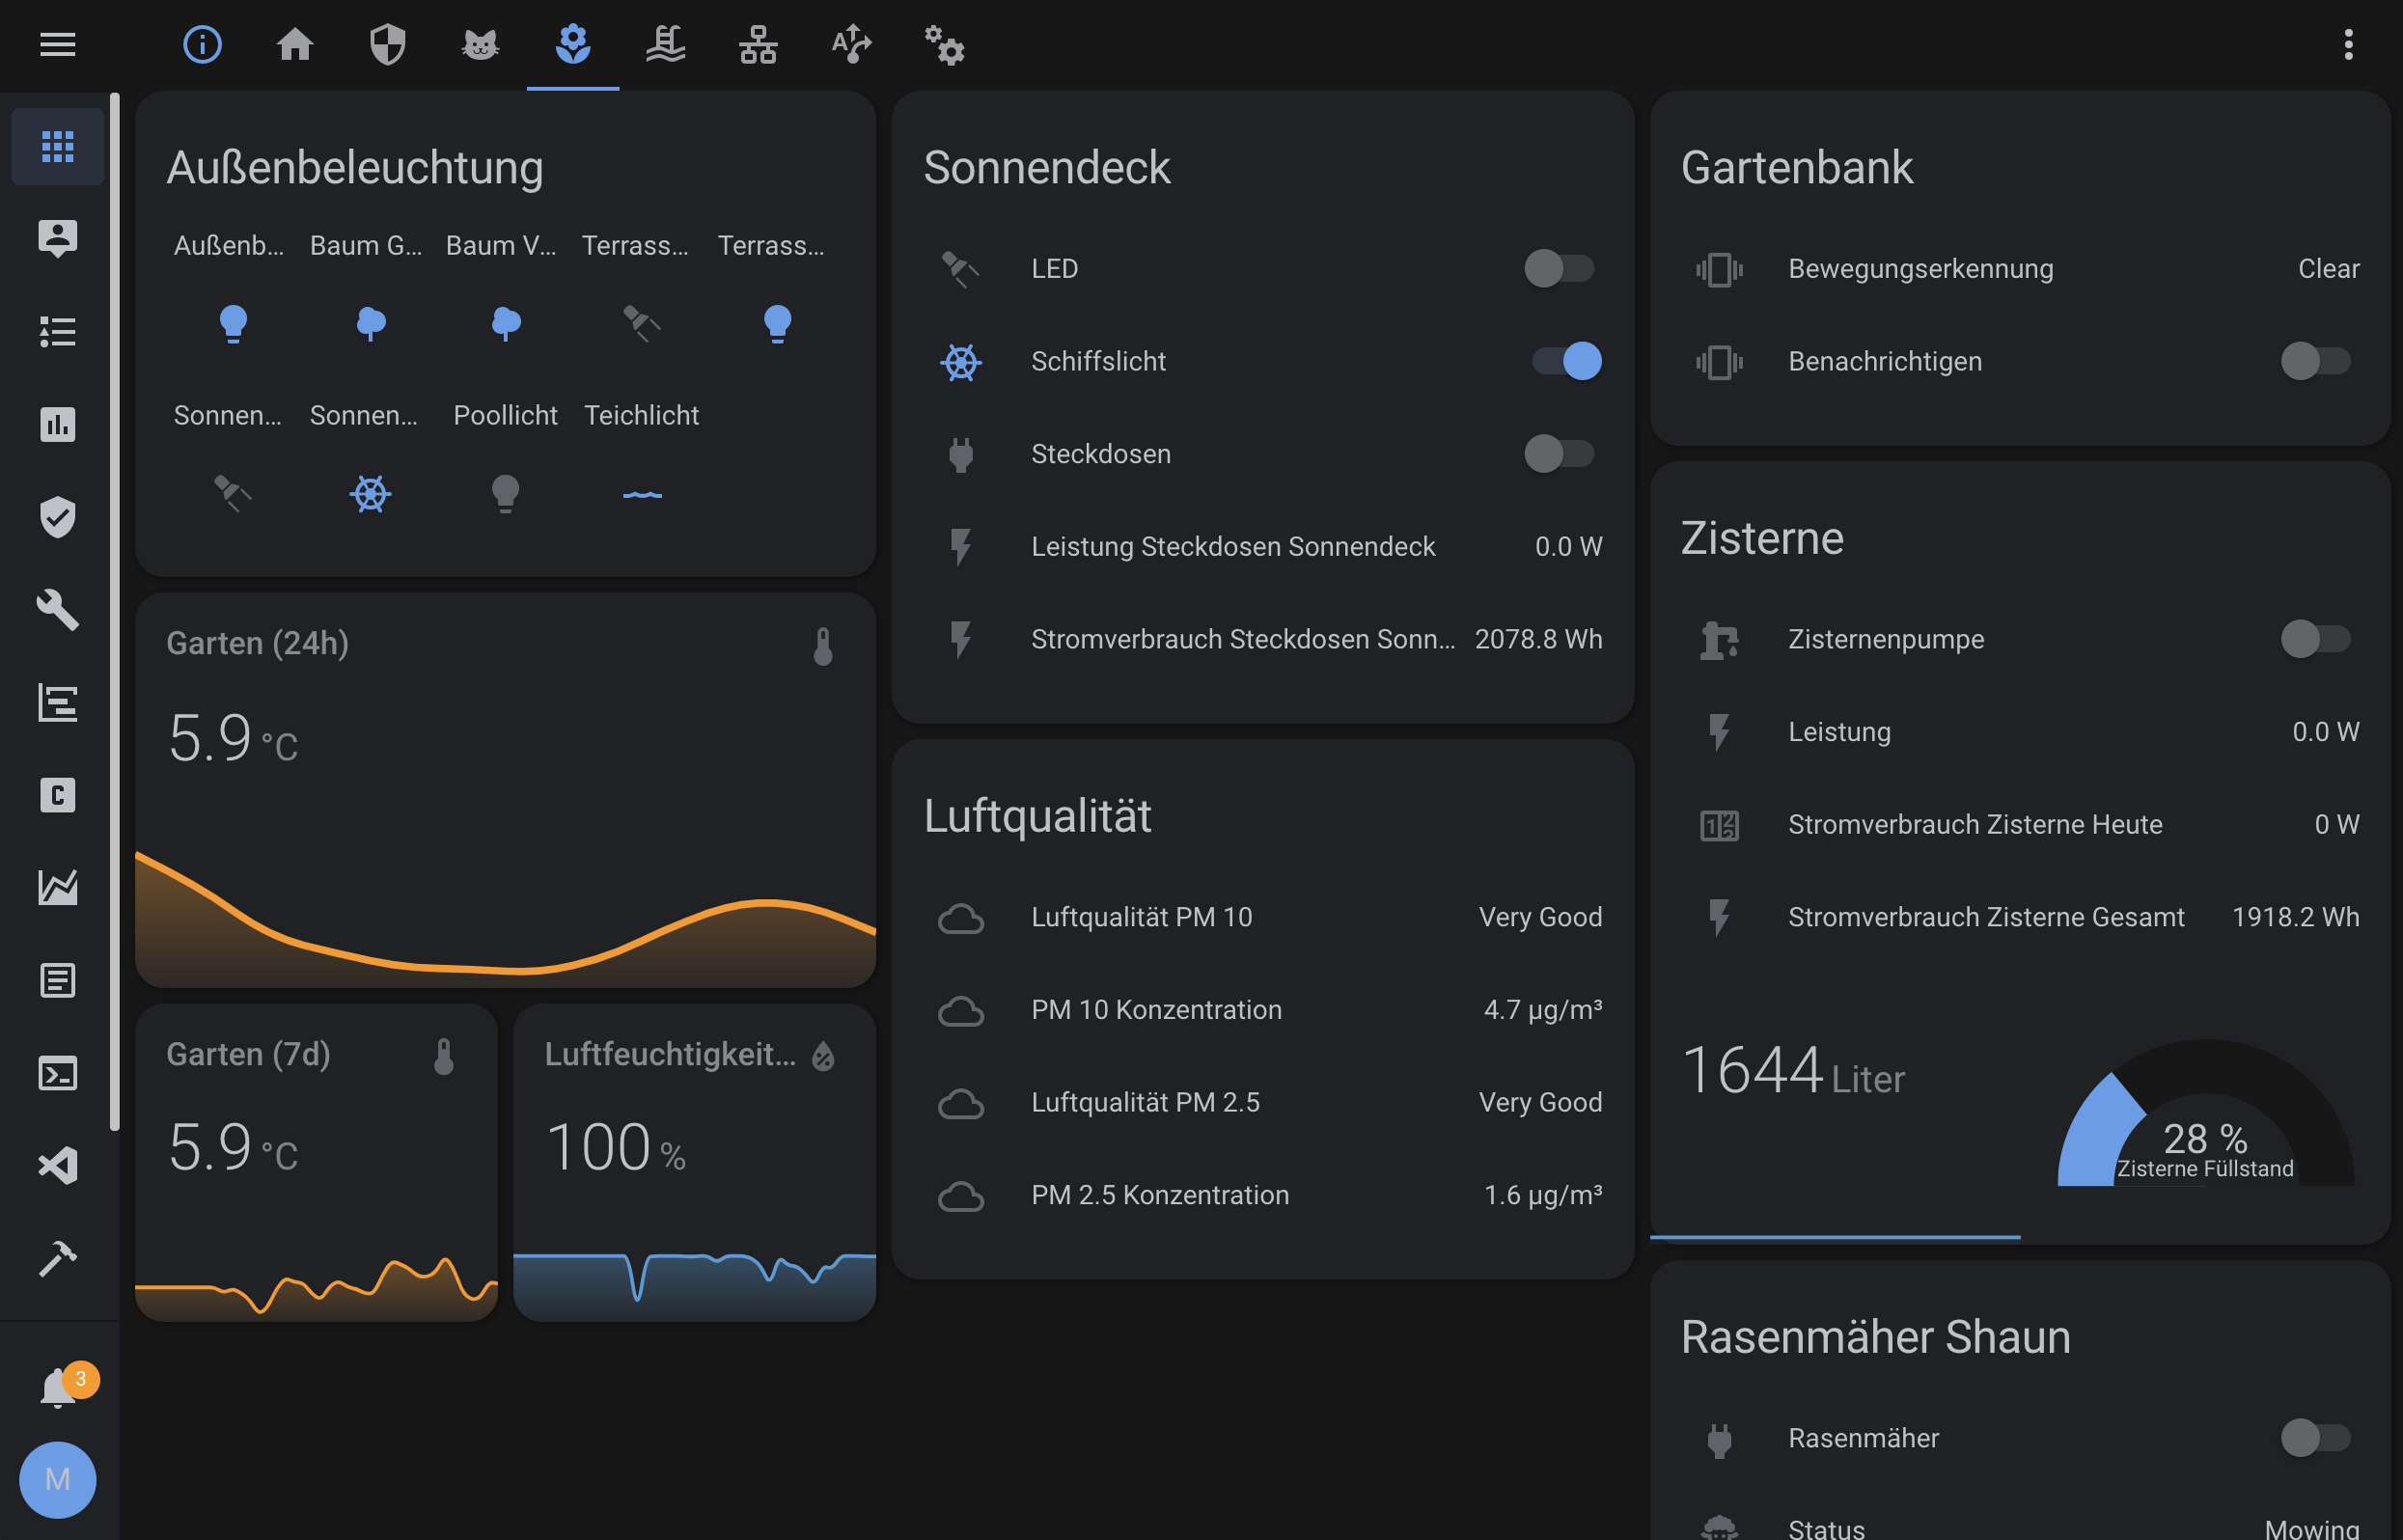 A
Außenbeleuchtung
Außenb...
Baum G...
Baum V...
Terrass...
Terrass...
Sonnen...
Sonnen...
Poollicht
Teichlicht
Garten (24h)
5.9 °C
Garten (7d)
5.9 °C
Luftfeuchtigkeit...
100 %
Sonnendeck
LED
Schiffslicht
Steckdosen
Leistung Steckdosen Sonnendeck 0.0 W
Stromverbrauch Steckdosen Sonn... 2078.8 Wh
Luftqualität
Luftqualität PM 10 Very Good
PM 10 Konzentration 4.7 µg/m³
Luftqualität PM 2.5 Very Good
PM 2.5 Konzentration 1.6 µg/m³
Gartenbank
Bewegungserkennung Clear
Benachrichtigen
Zisterne
Zisternenpumpe
Leistung 0.0 W
Stromverbrauch Zisterne Heute 0 W
Stromverbrauch Zisterne Gesamt 1918.2 Wh
1644 Liter
28 %
Zisterne Füllstand
Rasenmäher Shaun
Rasenmäher
Status Mowing
C
3
M